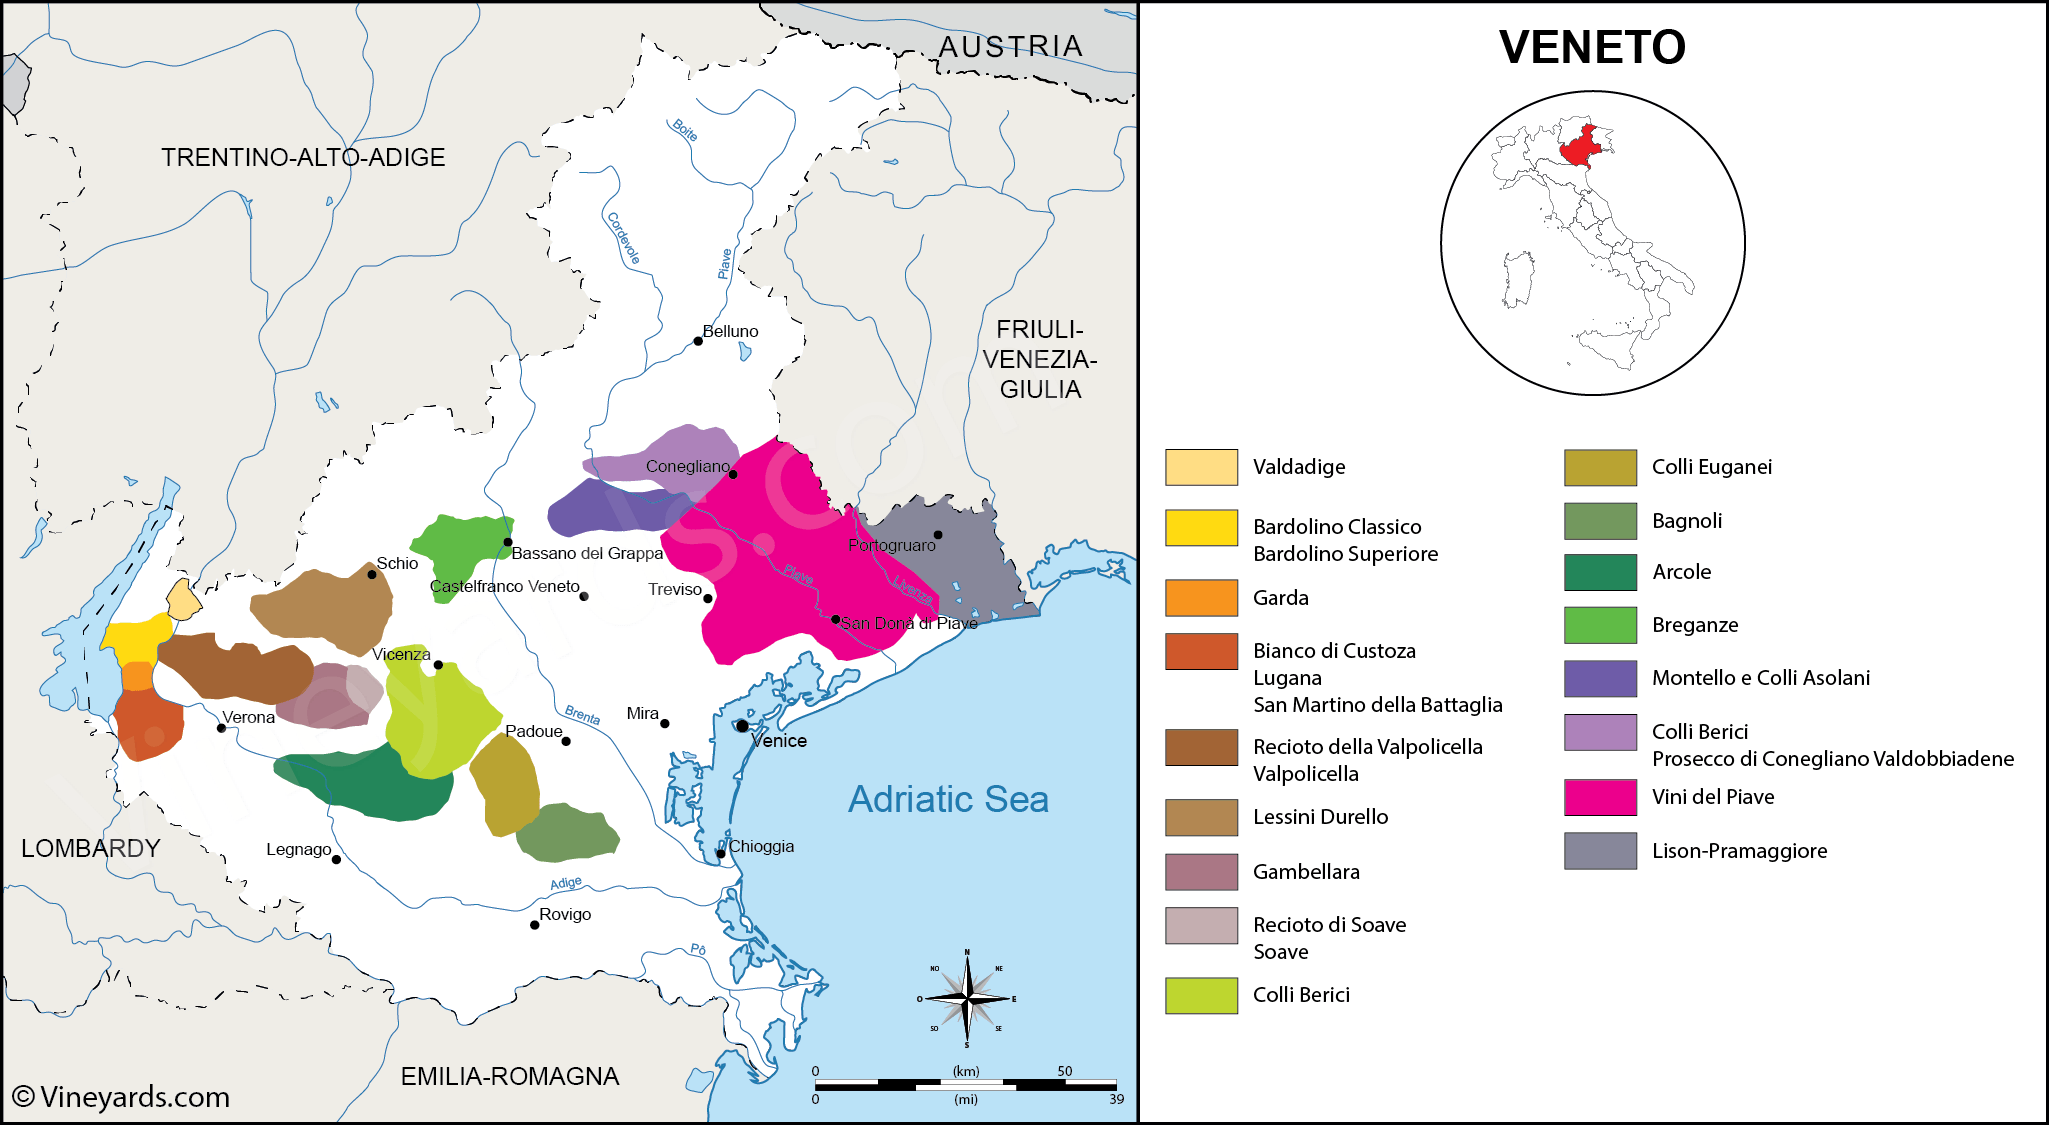 AUSTRIA
TRENTINO-ALTO-ADIGE
Boite
Cordevole
Piave
Belluno
FRIULI-
VENEZIA-
GIULIA
Conegliano
Bassano del Grappa
Schio
Castelfranco Veneto
Treviso
Piave
Livenza
Portogruaro
San Dona di Piave
Vicenza
Verona
Brenta
Padoue
Mira
Venice
Adriatic Sea
LOMBARDY
Legnago
Chioggia
Adige
Rovigo
Pô
EMILIA-ROMAGNA
N
NO
NE
O
E
SO
SE
S
0
(km)
50
0
(mi)
39
© Vineyards.com
VENETO
Valdadige
Bardolino Classico
Bardolino Superiore
Garda
Bianco di Custoza
Lugana
San Martino della Battaglia
Recioto della Valpolicella
Valpolicella
Lessini Durello
Gambellara
Recioto di Soave
Soave
Colli Berici
Colli Euganei
Bagnoli
Arcole
Breganze
Montello e Colli Asolani
Colli Berici
Prosecco di Conegliano Valdobbiadene
Vini del Piave
Lison-Pramaggiore